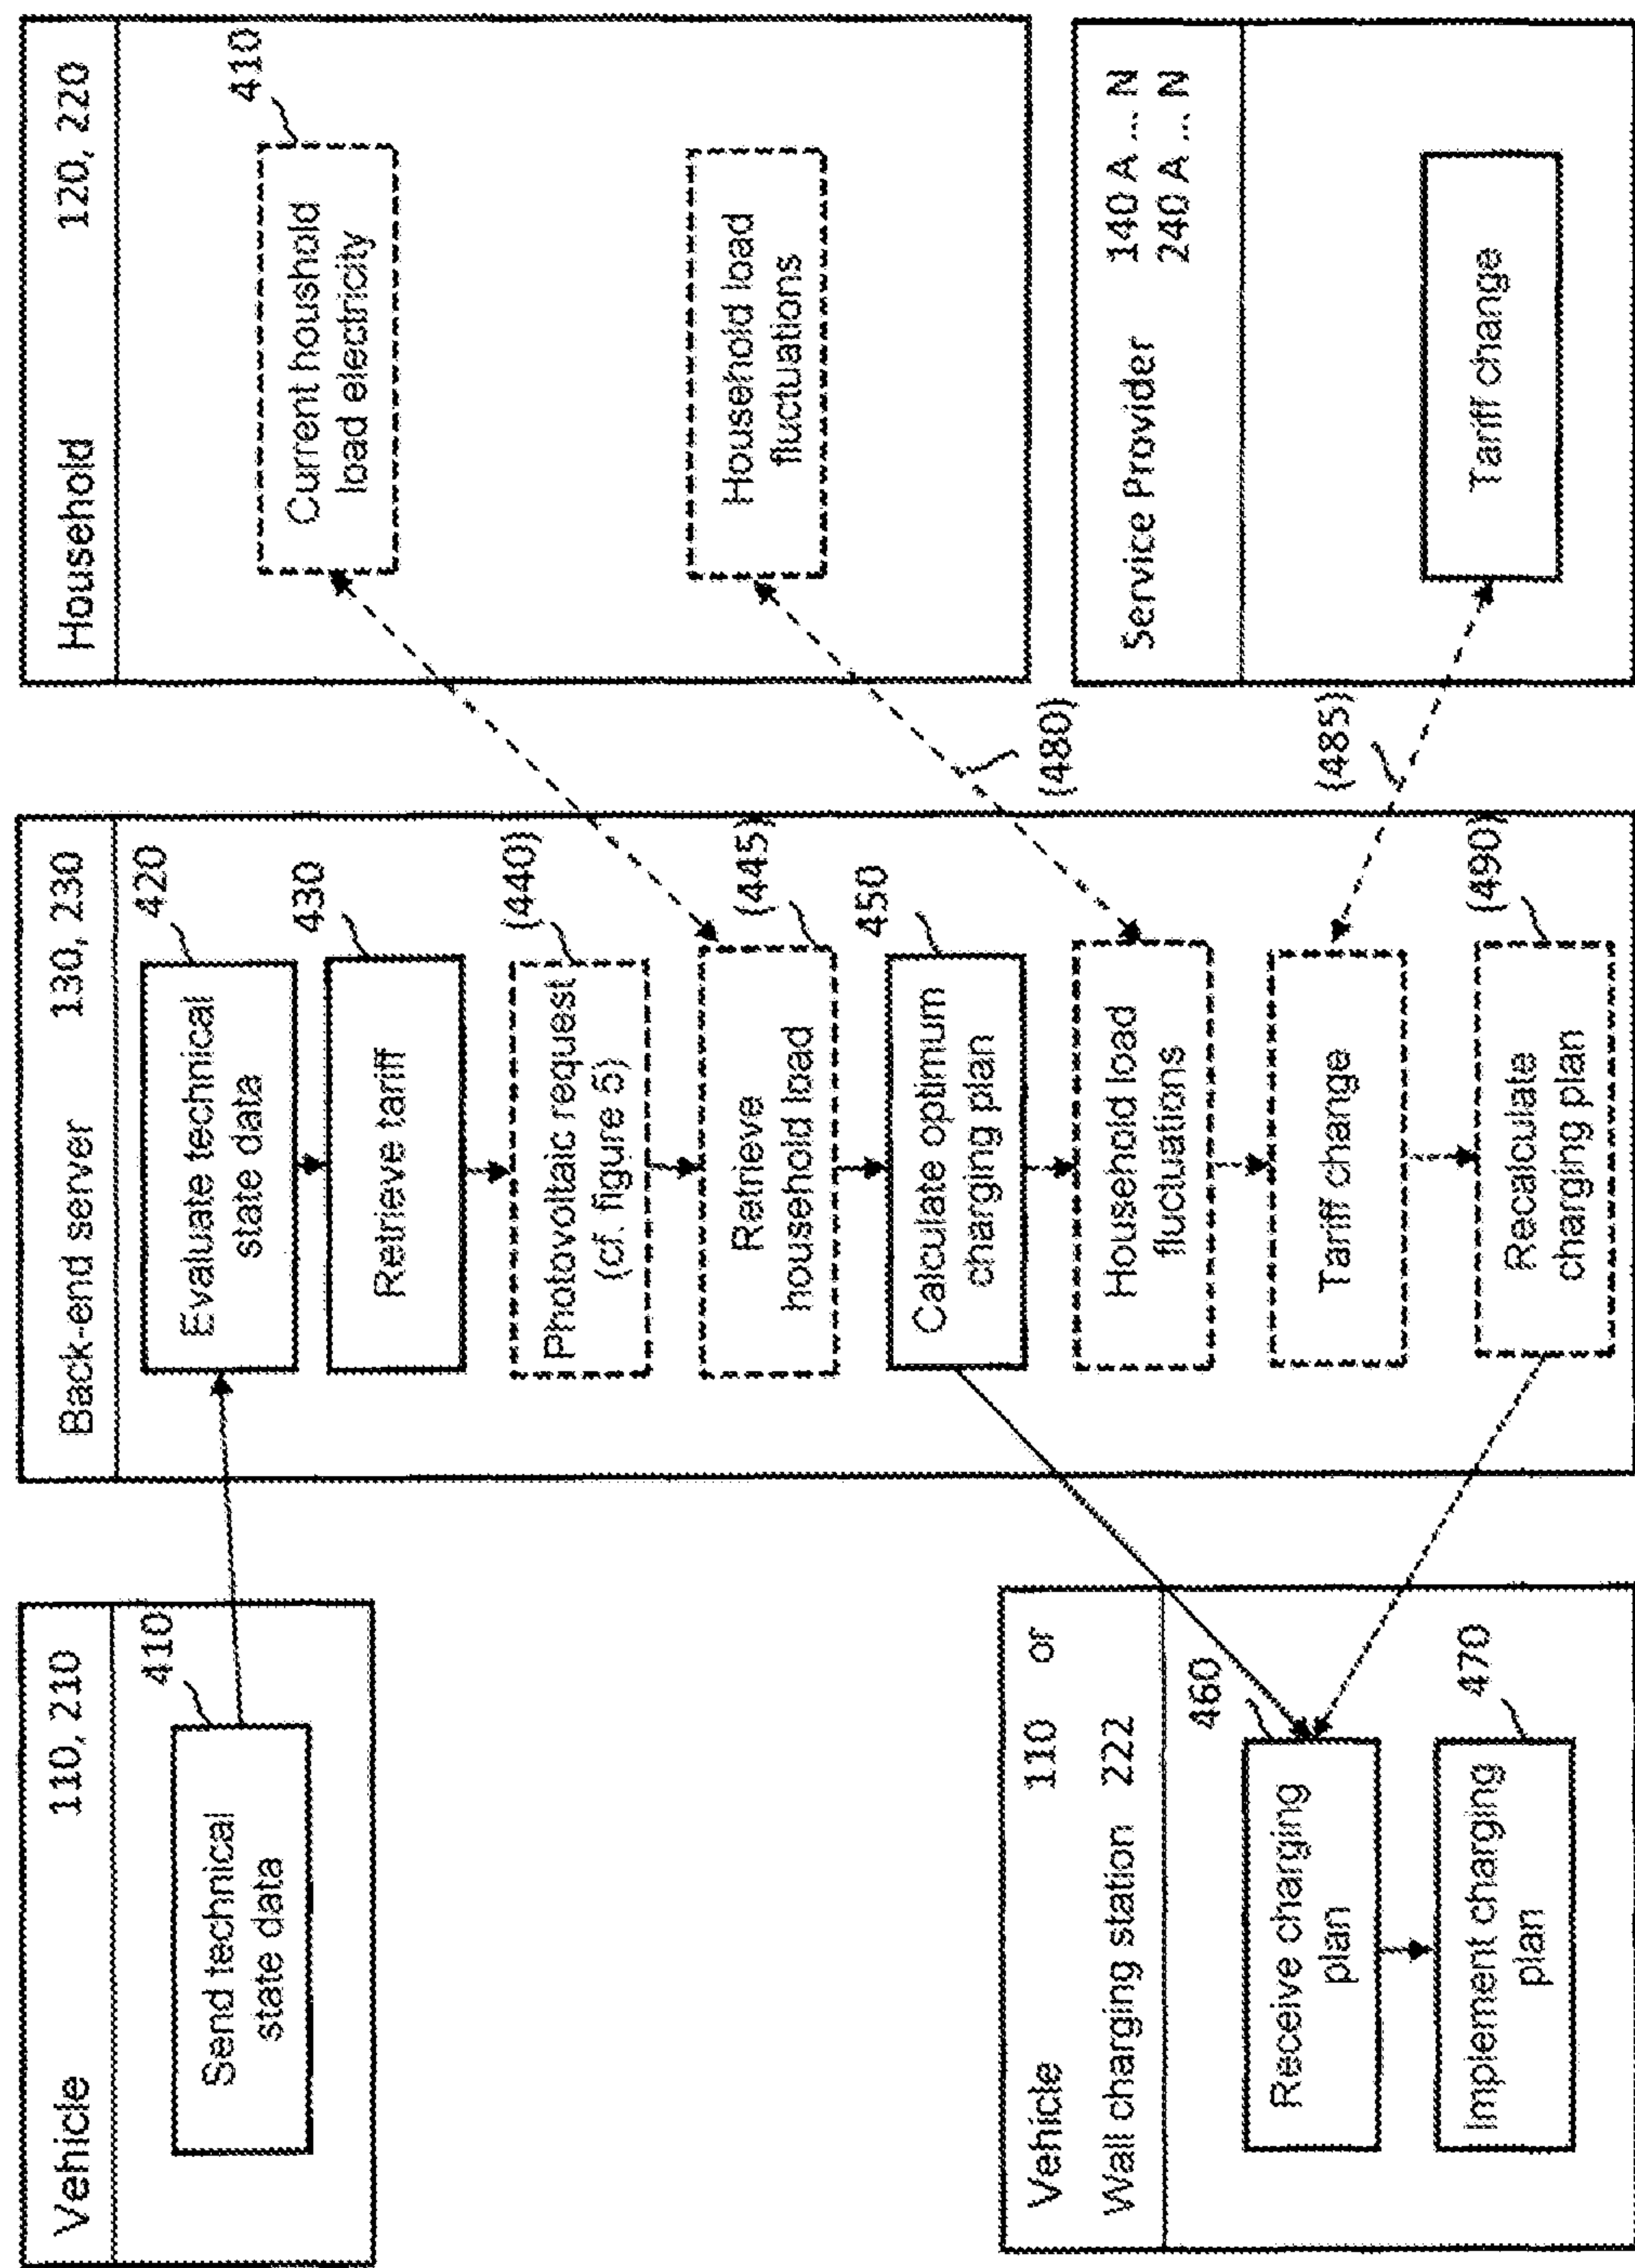 Vehicle 110, 210
410
Send technical
state data
Vehicle 110 or
Wall charging station 222
460
Receive charging
plan
470
Implement charging
plan
Back-end server 130, 230
420
Evaluate technical
state data
430
Retrieve tariff
(440)
Photovoltaic request
(cf. figure 5)
(445)
Retrieve
household load
450
Calculate optimum
charging plan
Household load
fluctuations
Tariff change
(490)
Recalculate
charging plan
(480)
(485)
Household 120, 220
410
Current houshold
load electricity
Household load
fluctuations
Service Provider 140 A ... N
240 A ... N
Tariff change